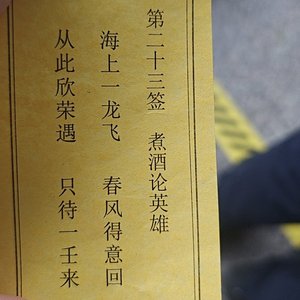 第二十三签 煮酒论英雄
海上一龙飞 春风得意回
从此欣荣遇 只待一壬来